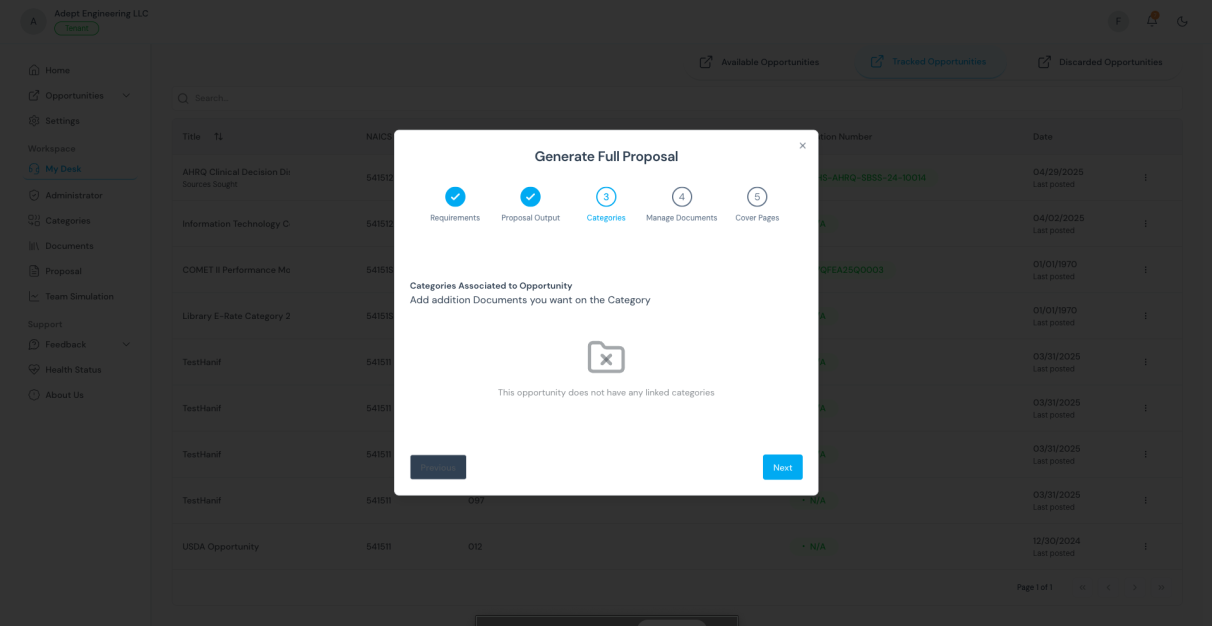 A
Adept Engineering LLC
Tenant
F
Home
Opportunities
Settings
Workspace
My Desk
Administrator
Categories
Documents
Proposal
Team Simulation
Support
Feedback
Health Status
About Us
Available Opportunities
Tracked Opportunities
Discarded Opportunities
Search...
Title
NAICS
tion Number
Date
AHRQ Clinical Decision Di
Sources Sought
541512
-AHRQ-SBSS-24-10014
04/29/2025
Last posted
Information Technology C
541512
04/02/2025
Last posted
COMET II Performance Mc
541513
QFEA25Q0003
01/01/1970
Last posted
Library E-Rate Category 2
541515
01/01/1970
Last posted
TestHanif
541511
03/31/2025
Last posted
TestHanif
541511
03/31/2025
Last posted
TestHanif
541511
03/31/2025
Last posted
TestHanif
541511
097
• N/A
03/31/2025
Last posted
USDA Opportunity
541511
012
• N/A
12/30/2024
Last posted
Page 1 of 1
Generate Full Proposal
3
4
5
Requirements
Proposal Output
Categories
Manage Documents
Cover Pages
Categories Associated to Opportunity
Add addition Documents you want on the Category
This opportunity does not have any linked categories
Previous
Next